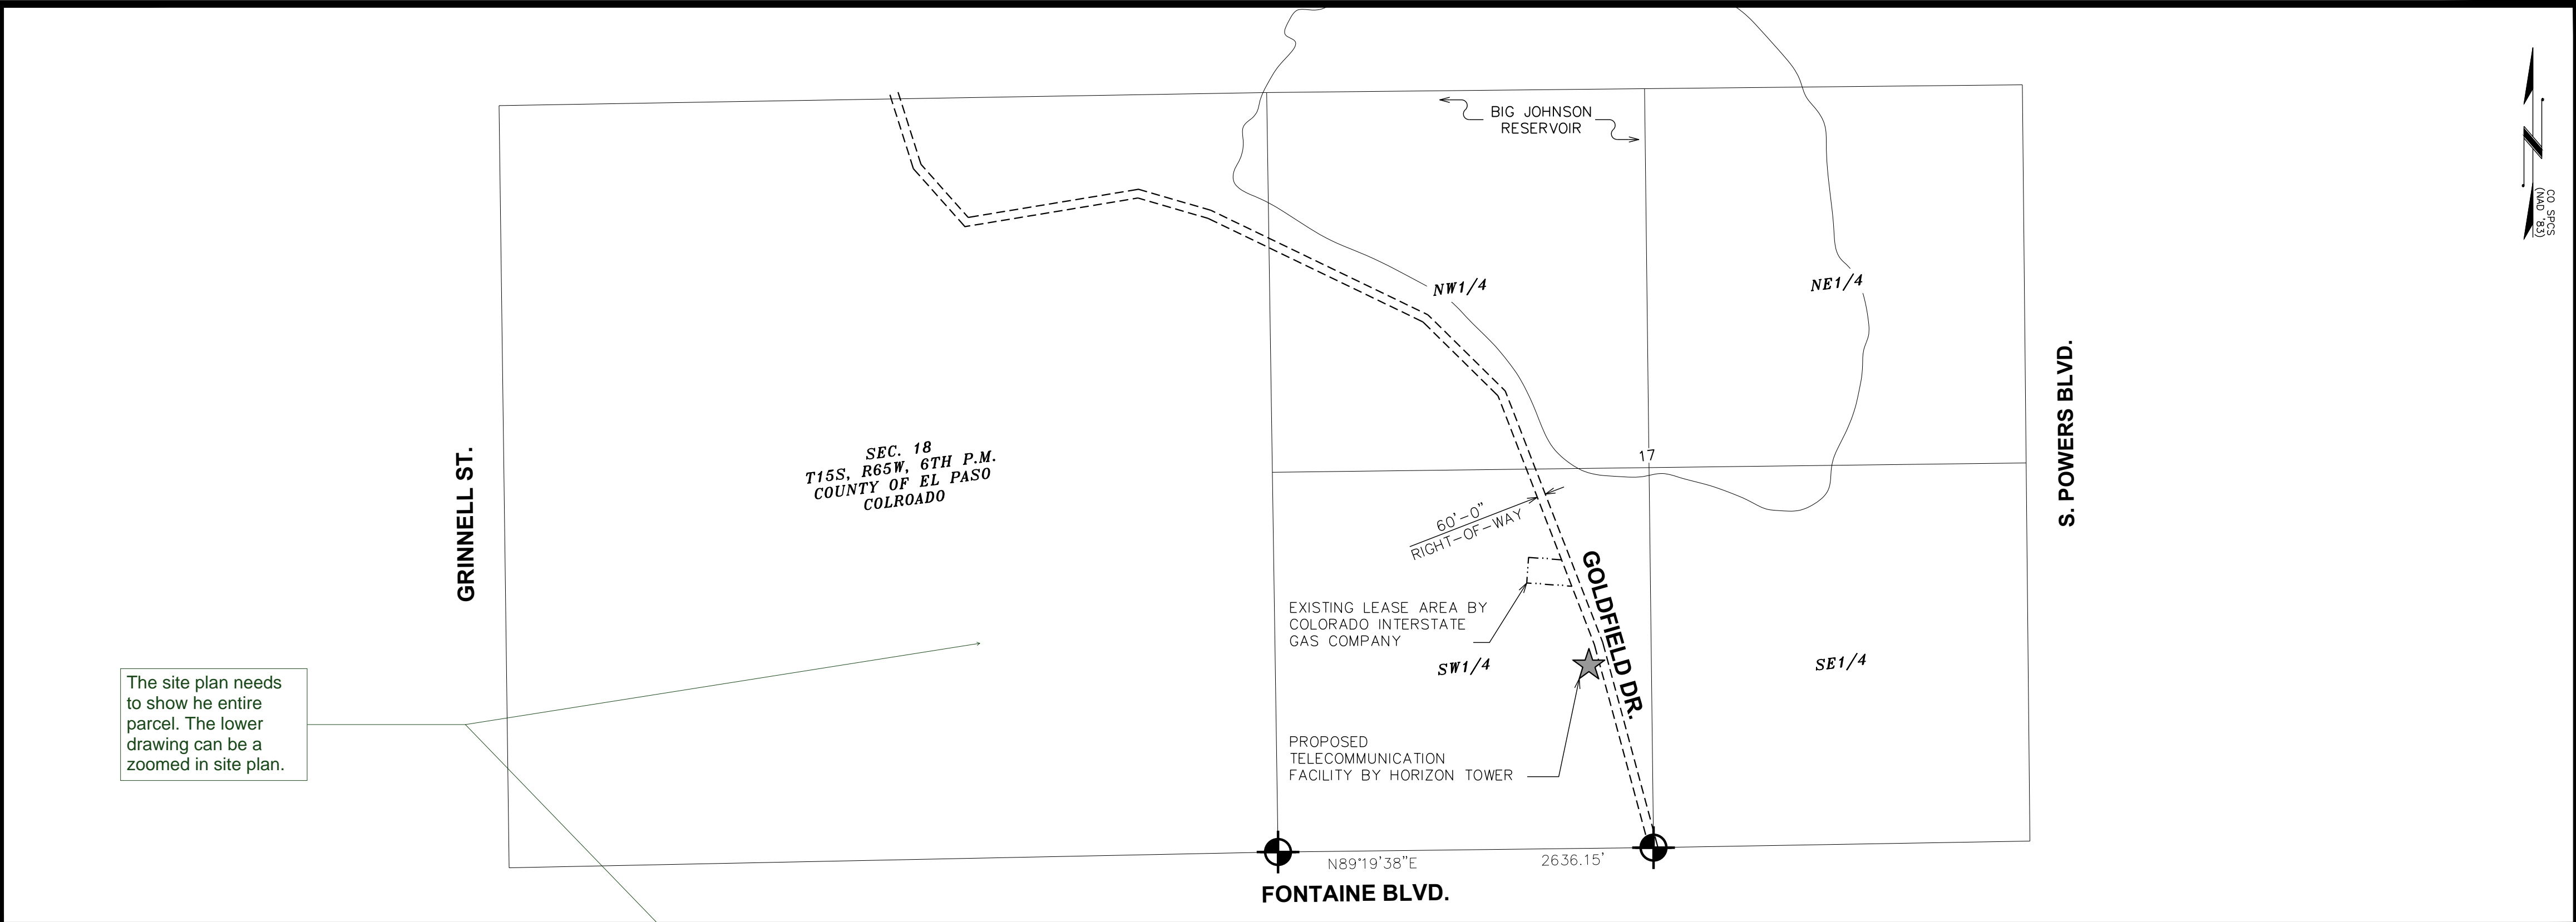 BIG JOHNSON
RESERVOIR
CO SPCS
(NAD '83)
NW1/4
NE1/4
GRINNELL ST.
SEC. 18
T15S, R65W, 6TH P.M.
COUNTY OF EL PASO
COLROADO
17
S. POWERS BLVD.
60'-0"
RIGHT-OF-WAY
GOLDFIELD DR.
EXISTING LEASE AREA BY
COLORADO INTERSTATE
GAS COMPANY
SW1/4
SE1/4
The site plan needs
to show he entire
parcel. The lower
drawing can be a
zoomed in site plan.
PROPOSED
TELECOMMUNICATION
FACILITY BY HORIZON TOWER
N89°19'38"E
2636.15'
FONTAINE BLVD.